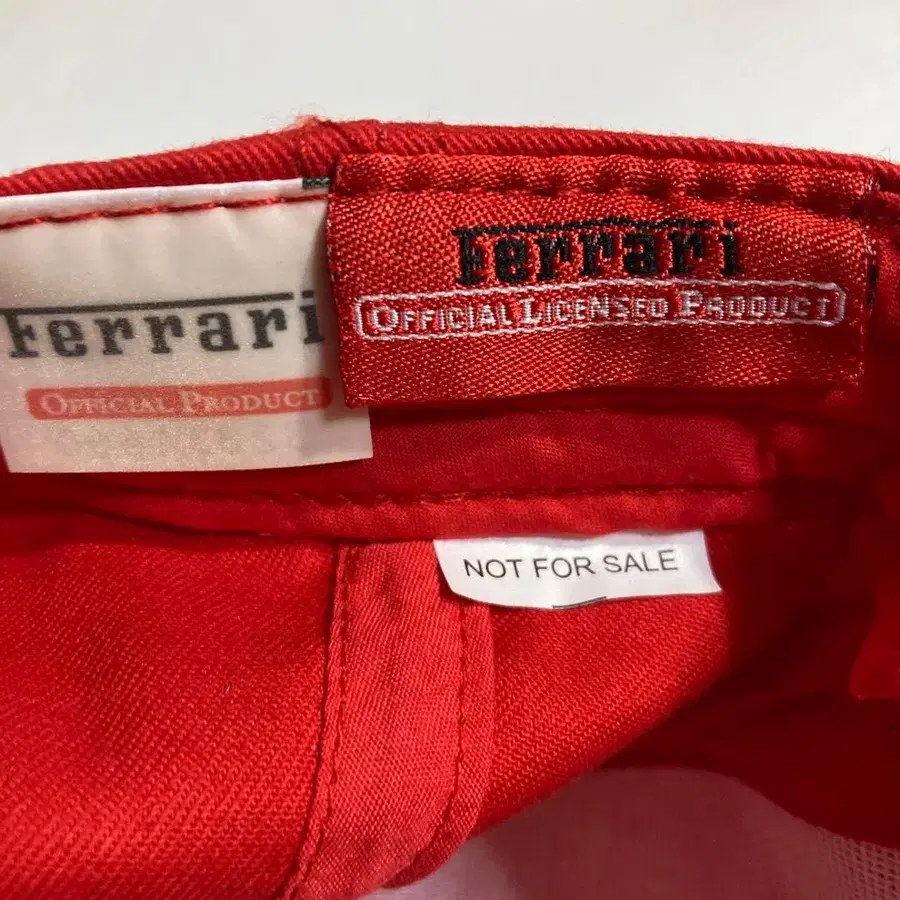 Ferrari
OFFICIAL PRODUCT
Ferrari
OFFICIAL LICENSED PRODUCT
NOT FOR SALE